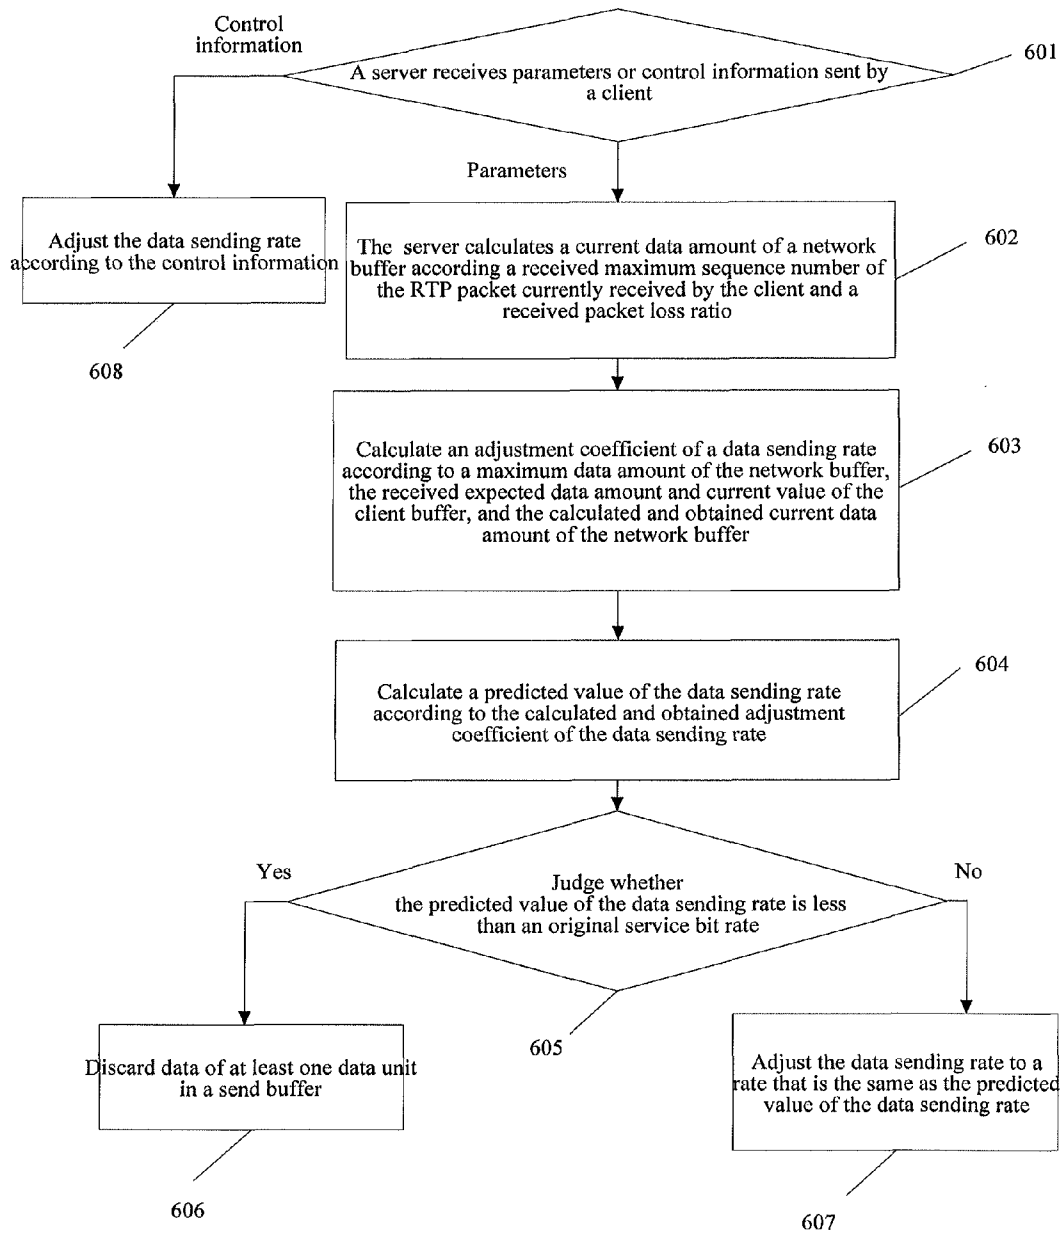 Control
information
A server receives parameters or control information sent by
a client
601
Parameters
Adjust the data sending rate
according to the control information
608
The server calculates a current data amount of a network
buffer according a received maximum sequence number of
the RTP packet currently received by the client and a
received packet loss ratio
602
Calculate an adjustment coefficient of a data sending rate
according to a maximum data amount of the network buffer,
the received expected data amount and current value of the
client buffer, and the calculated and obtained current data
amount of the network buffer
603
Calculate a predicted value of the data sending rate
according to the calculated and obtained adjustment
coefficient of the data sending rate
604
Yes
No
Judge whether
the predicted value of the data sending rate is less
than an original service bit rate
605
Discard data of at least one data unit
in a send buffer
606
Adjust the data sending rate to a
rate that is the same as the predicted
value of the data sending rate
607